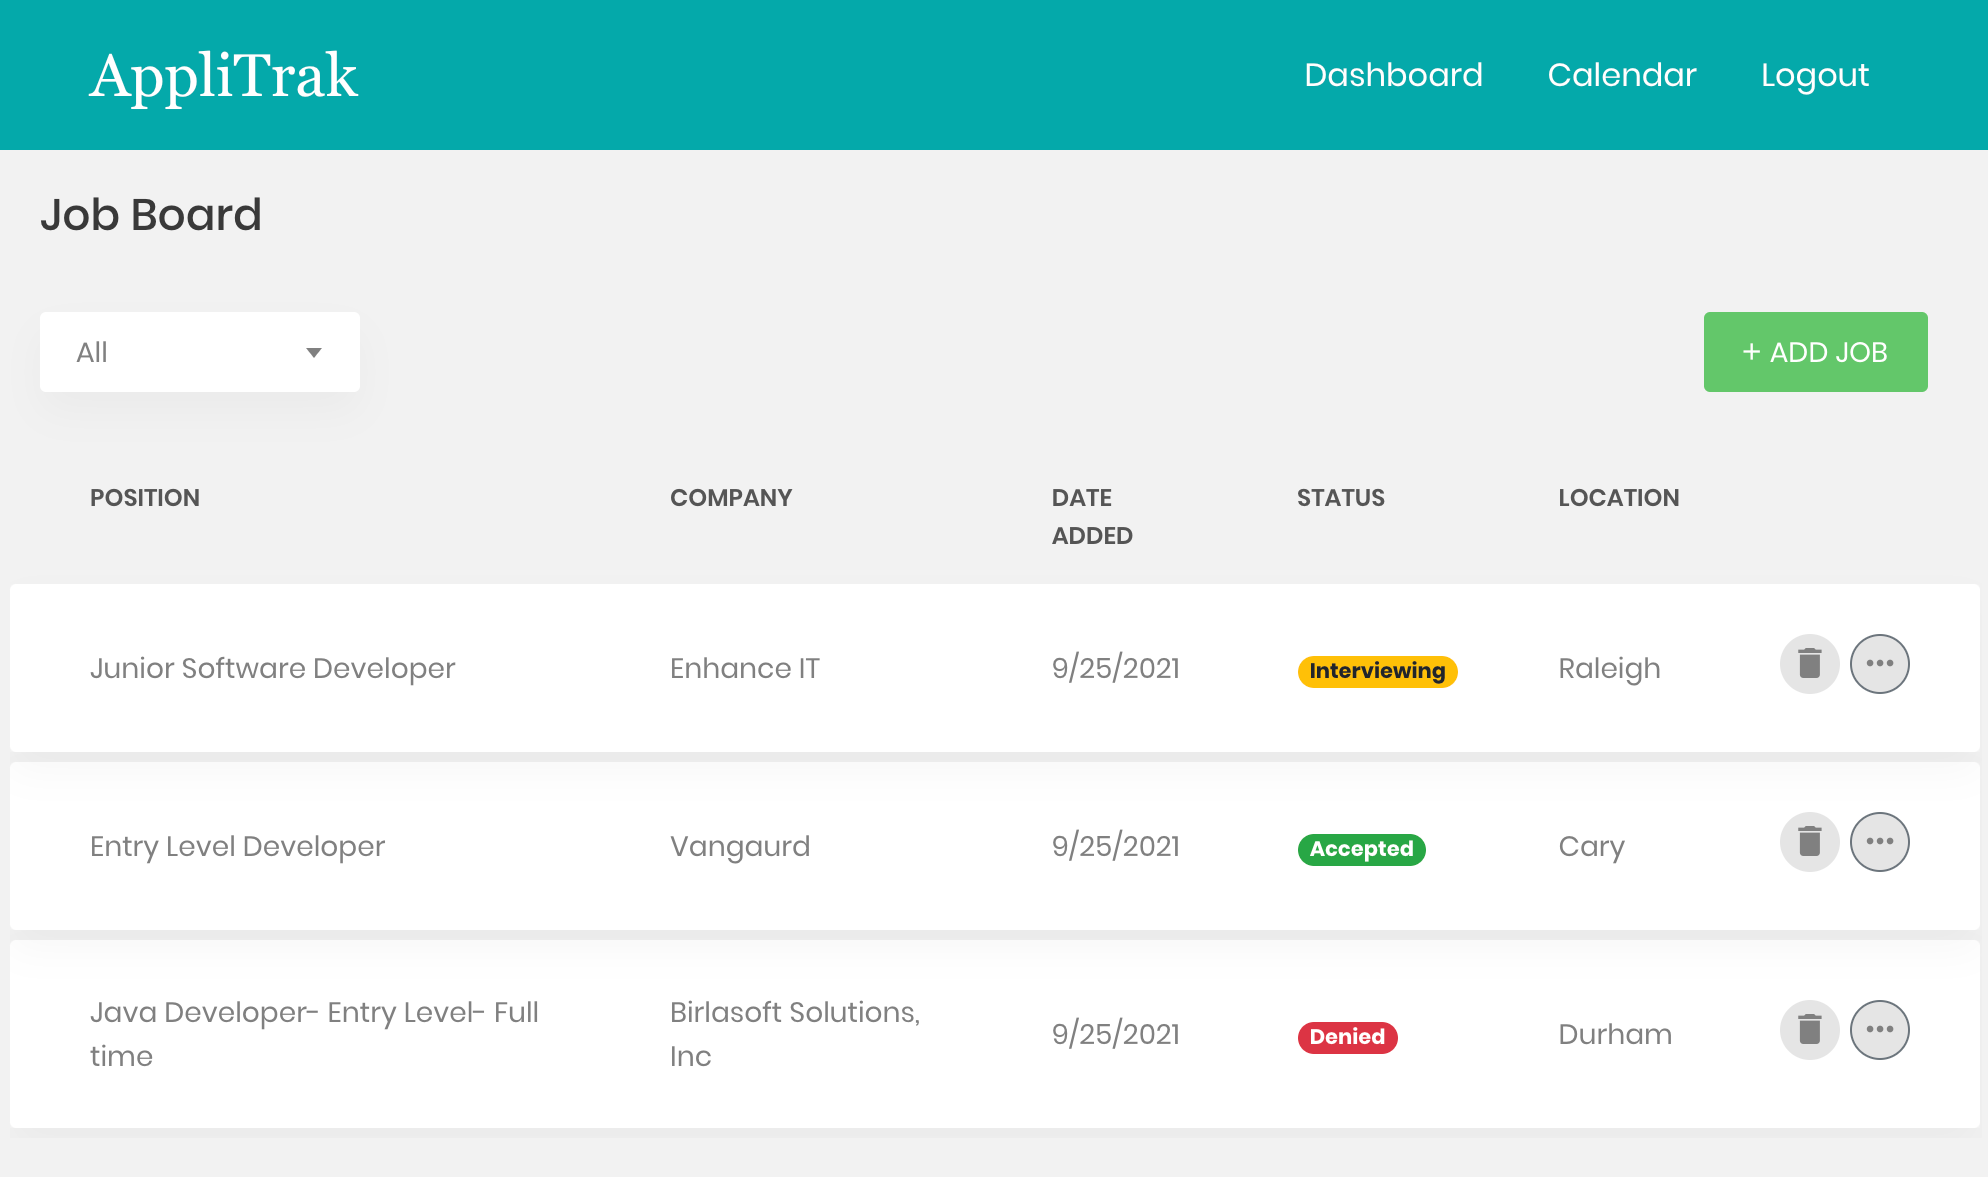 AppliTrak
Dashboard Calendar Logout
Job Board
All
+ ADD JOB
POSITION COMPANY DATE ADDED STATUS LOCATION
Junior Software Developer Enhance IT 9/25/2021 Interviewing Raleigh
Entry Level Developer Vangaurd 9/25/2021 Accepted Cary
Java Developer- Entry Level- Full time Birlasoft Solutions, Inc 9/25/2021 Denied Durham